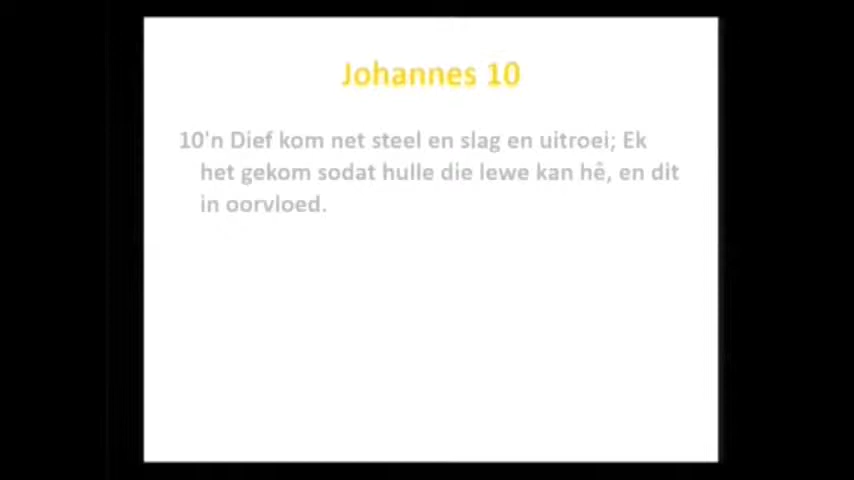 Johannes 10
10'n Dief kom net steel en slag en uitroei; Ek
het gekom sodat hulle die lewe kan hê, en dit
in oorvloed.